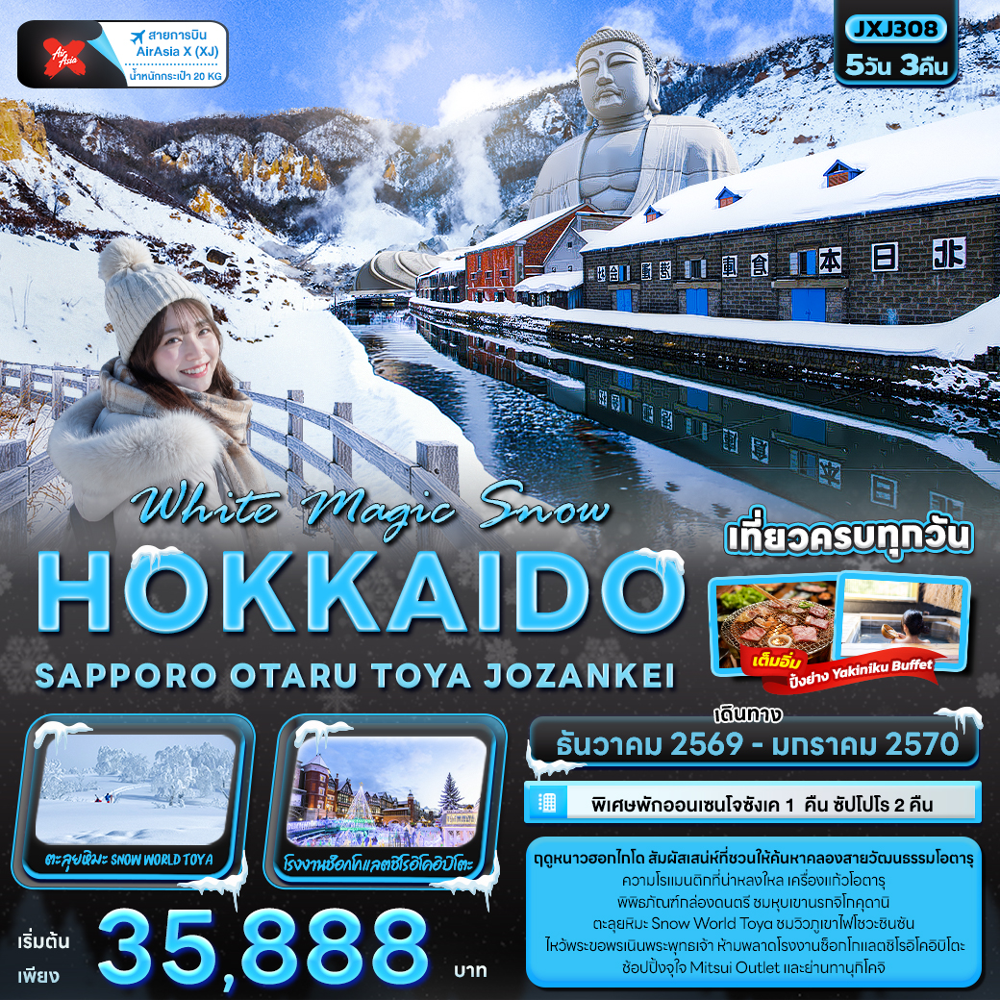 Air Asia
สายการบิน
AirAsia X (XJ)
น้ำหนักกระเป๋า 20 KG
JXJ308
5วัน 3คืน
北日本倉庫港運株式会社
White Magic Snow
HOKKAIDO
SAPPORO OTARU TOYA JOZANKEI
เที่ยวครบทุกวัน
เต็มอิ่ม
ปิ้งย่าง Yakiniku Buffet
ตะลุยหิมะ SNOW WORLD TOYA
โรงงานช็อกโกแลตชิโรอิโคอิบิโตะ
เดินทาง
ธันวาคม 2569 - มกราคม 2570
พิเศษพักออนเซนโจซังเค 1 คืน ซัปโปโร 2 คืน
ฤดูหนาวฮอกไกโด สัมผัสเสน่ห์ที่ชวนให้ค้นหาคลองสายวัฒนธรรมโอตารุ
ความโรแมนติกที่น่าหลงใหล เครื่องแก้วโอตารุ
พิพิธภัณฑ์กล่องดนตรี ชมหุบเขานรกจิโกคุดานิ
ตะลุยหิมะ Snow World Toya ชมวิวภูเขาไฟโชวะชินซัน
ไหว้พระขอพรเนินพระพุทธเจ้า ห้ามพลาดโรงงานช็อกโกแลตชิโรอิโคอิบิโตะ
ช้อปปิ้งจุใจ Mitsui Outlet และย่านทานุกิโคจิ
เริ่มต้น
เพียง
35,888
บาท